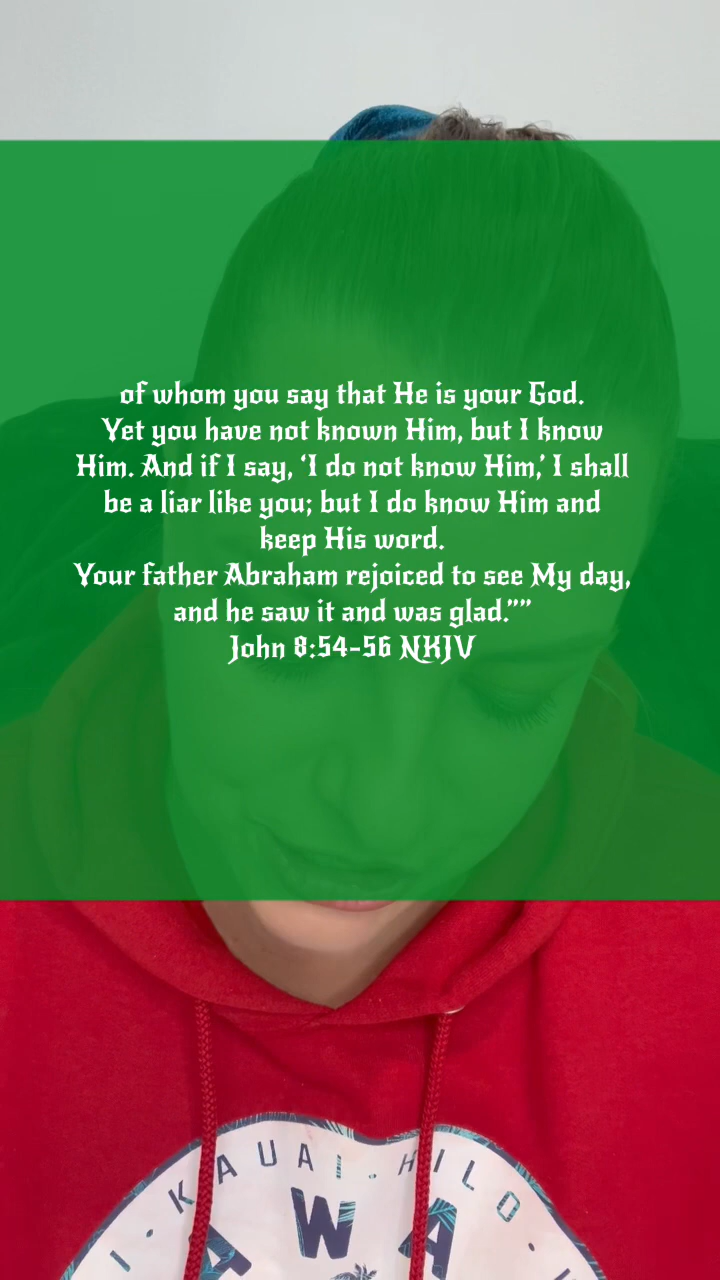 of whom you say that He is your God.
Yet you have not known Him, but I know
Him. And if I say, ‘I do not know Him,’ I shall
be a liar like you; but I do know Him and
keep His word.
Your father Abraham rejoiced to see My day,
and he saw it and was glad.””
John 8:54-56 NKJV
KAUAI · HILO ·
AWA